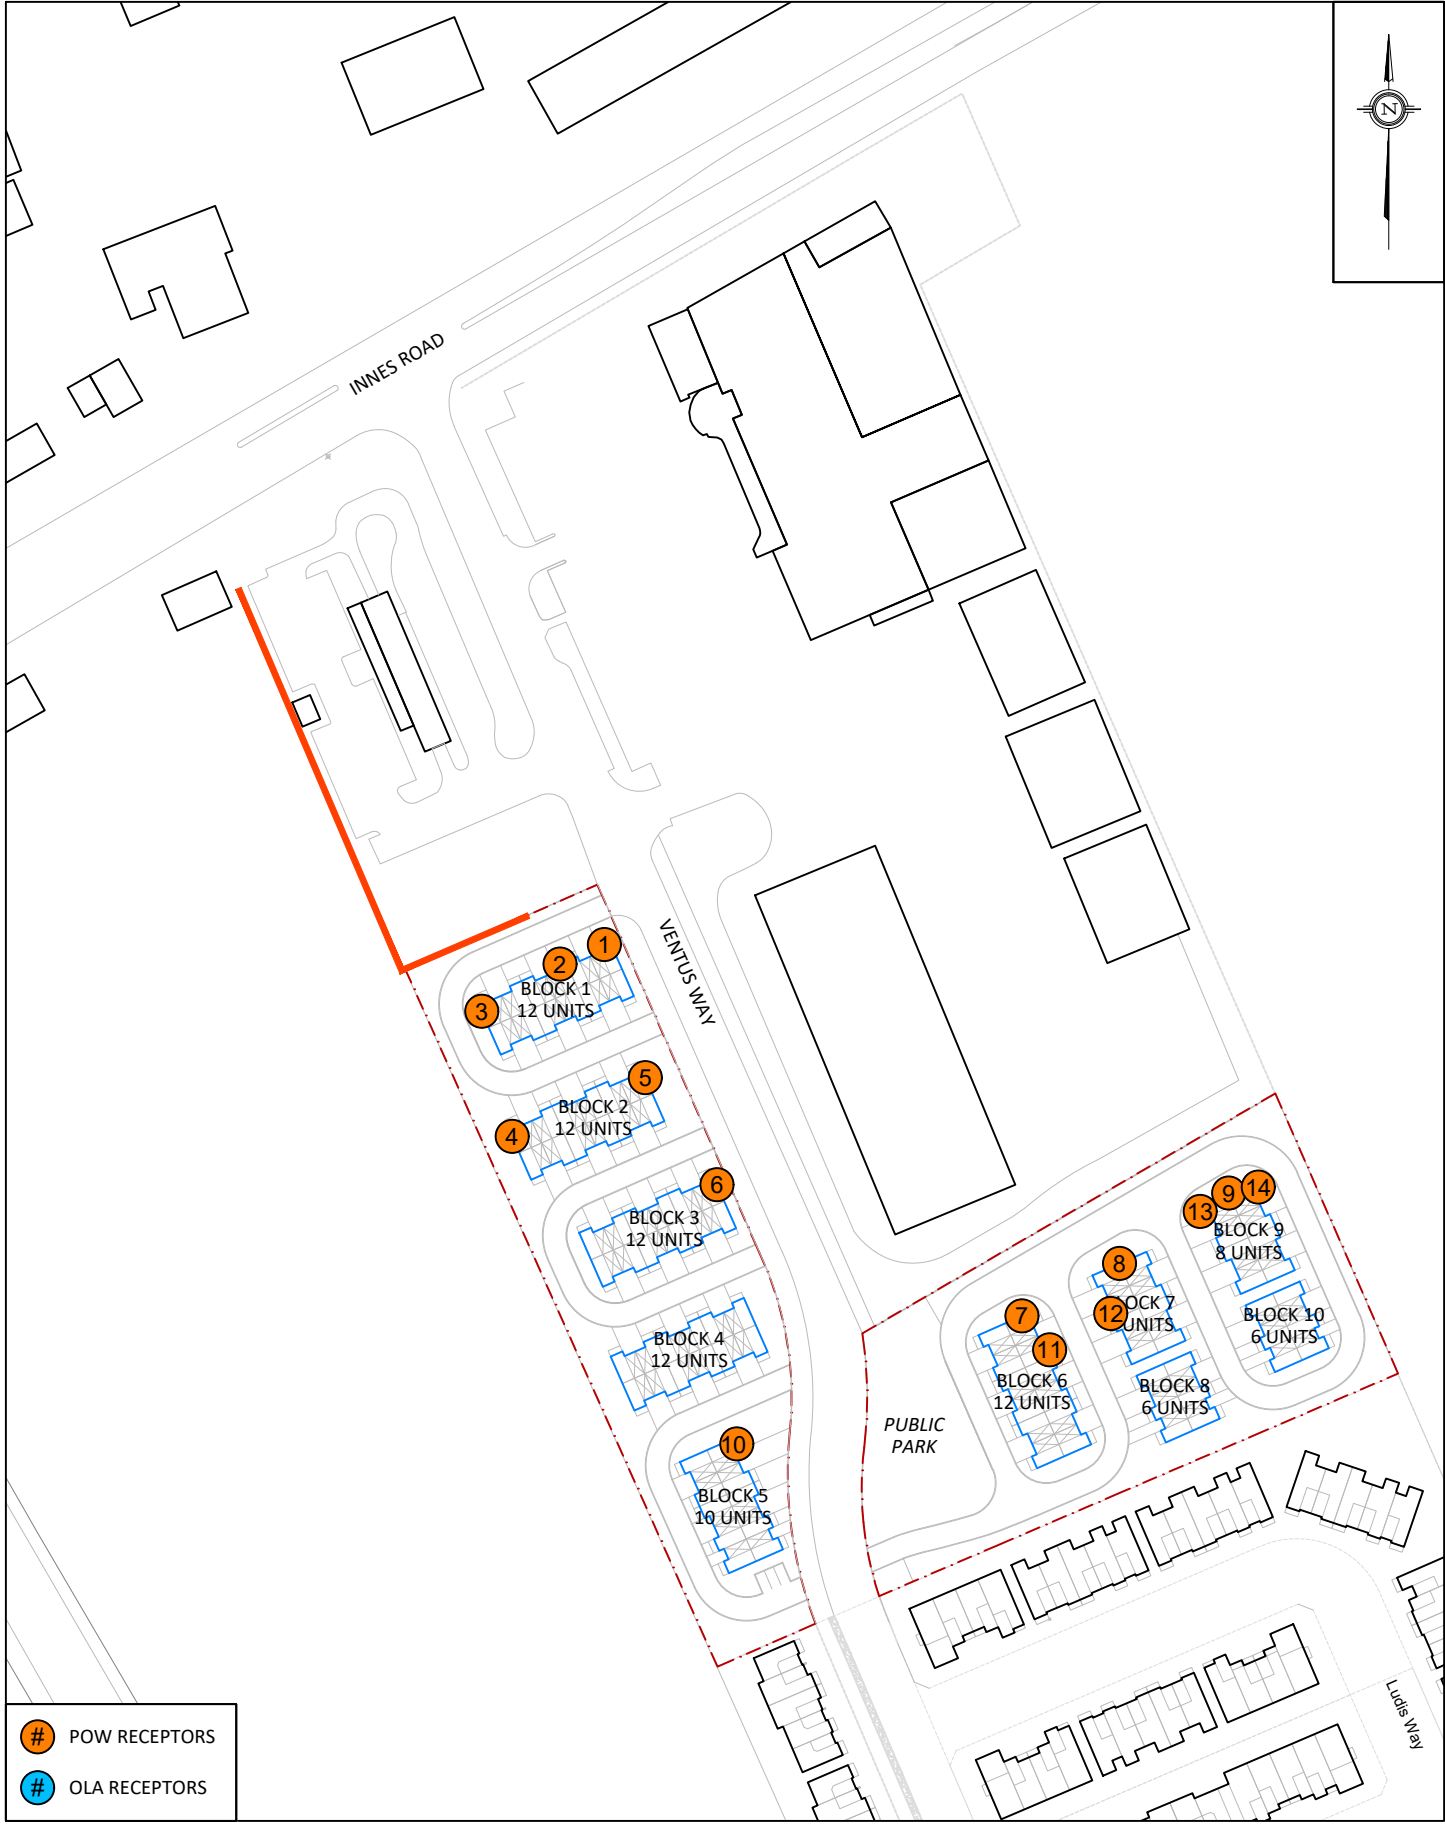 N
INNES ROAD
VENTUS WAY
1
2
3
BLOCK 1
12 UNITS
5
4
BLOCK 2
12 UNITS
6
BLOCK 3
12 UNITS
BLOCK 4
12 UNITS
10
BLOCK 5
10 UNITS
PUBLIC
PARK
7
11
BLOCK 6
12 UNITS
8
12
OCK 7
UNITS
BLOCK 8
6 UNITS
13
9
14
BLOCK 9
8 UNITS
BLOCK 10
6 UNITS
Ludis Way
# POW RECEPTORS
# OLA RECEPTORS